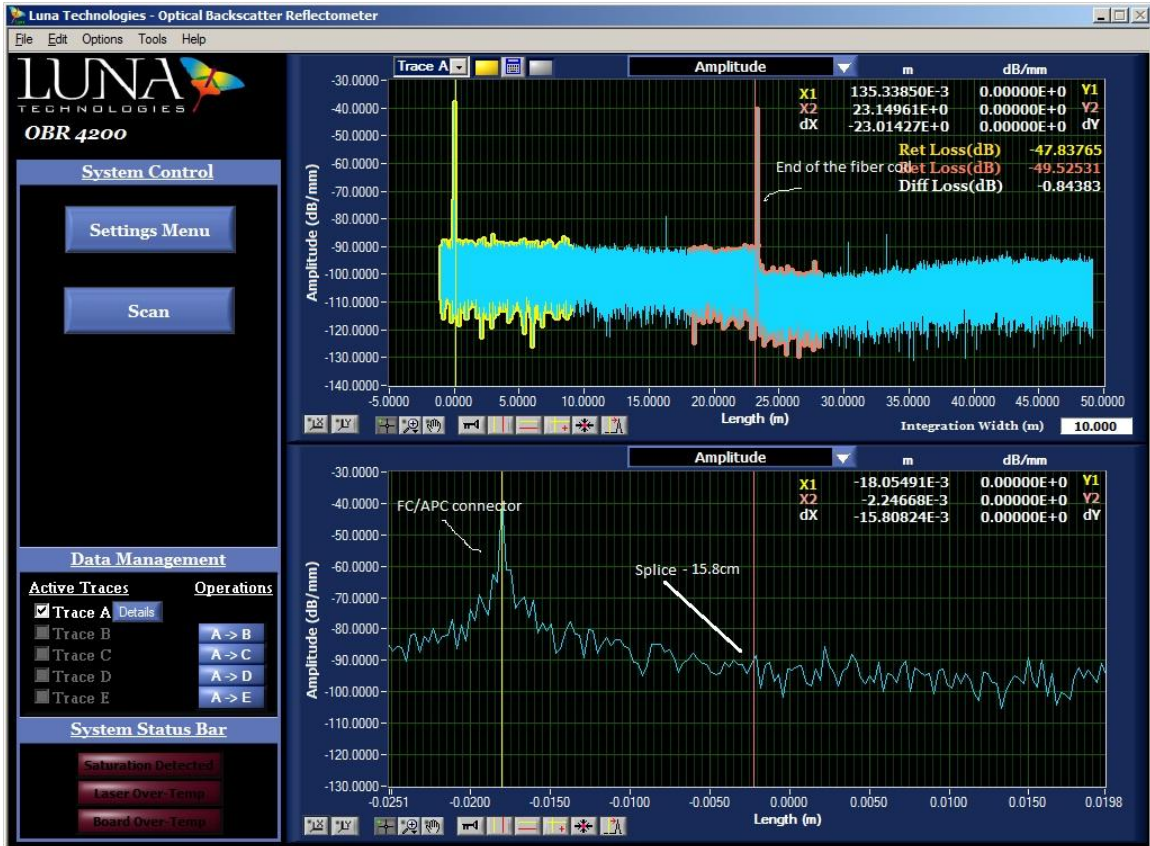 Luna Technologies - Optical Backscatter Reflectometer
File Edit Options Tools Help
LUNA
TECHNOLOGIES
OBR 4200
System Control
Settings Menu
Scan
Data Management
Active Traces Operations
Trace A Details
Trace B A -> B
Trace C A -> C
Trace D A -> D
Trace E A -> E
System Status Bar
Saturation Detected
Laser Over-Temp
Board Over-Temp
Trace A Amplitude m dB/mm
X1 135.33850E-3 0.00000E+0 Y1
X2 23.14961E+0 0.00000E+0 Y2
dX -23.01427E+0 0.00000E+0 dY
Ret Loss(dB) -47.83765
End of the fiber coil Ret Loss(dB) -49.52531
Diff Loss(dB) -0.84383
Amplitude (dB/mm)
-30.0000
-40.0000
-50.0000
-60.0000
-70.0000
-80.0000
-90.0000
-100.0000
-110.0000
-120.0000
-130.0000
-140.0000
-5.0000 0.0000 5.0000 10.0000 15.0000 20.0000 25.0000 30.0000 35.0000 40.0000 45.0000 50.0000
Length (m)
Integration Width (m) 10.000
Amplitude m dB/mm
X1 -18.05491E-3 0.00000E+0 Y1
X2 -2.24668E-3 0.00000E+0 Y2
dX -15.80824E-3 0.00000E+0 dY
FC/APC connector
Splice - 15.8cm
Amplitude (dB/mm)
-30.0000
-40.0000
-50.0000
-60.0000
-70.0000
-80.0000
-90.0000
-100.0000
-110.0000
-120.0000
-130.0000
-0.0251 -0.0200 -0.0150 -0.0100 -0.0050 0.0000 0.0050 0.0100 0.0150 0.0198
Length (m)